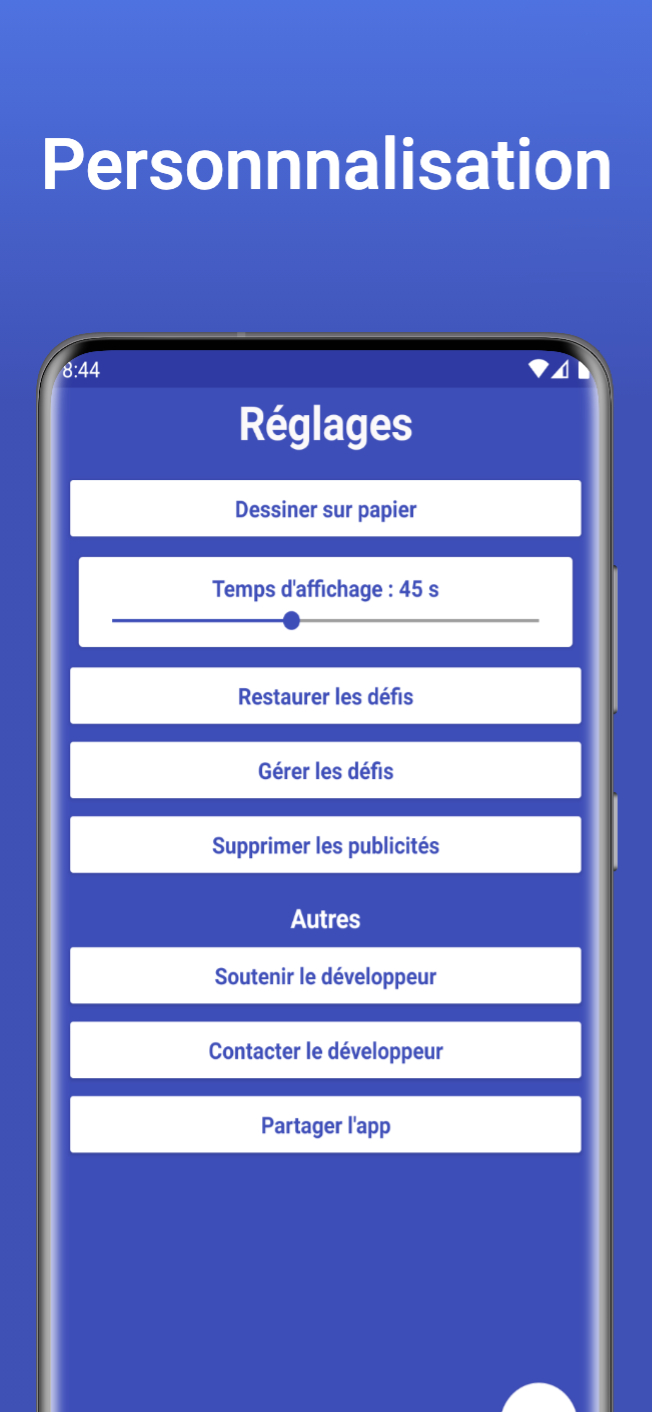 Personnnalisation
8:44
Réglages
Dessiner sur papier
Temps d'affichage : 45 s
Restaurer les défis
Gérer les défis
Supprimer les publicités
Autres
Soutenir le développeur
Contacter le développeur
Partager l'app